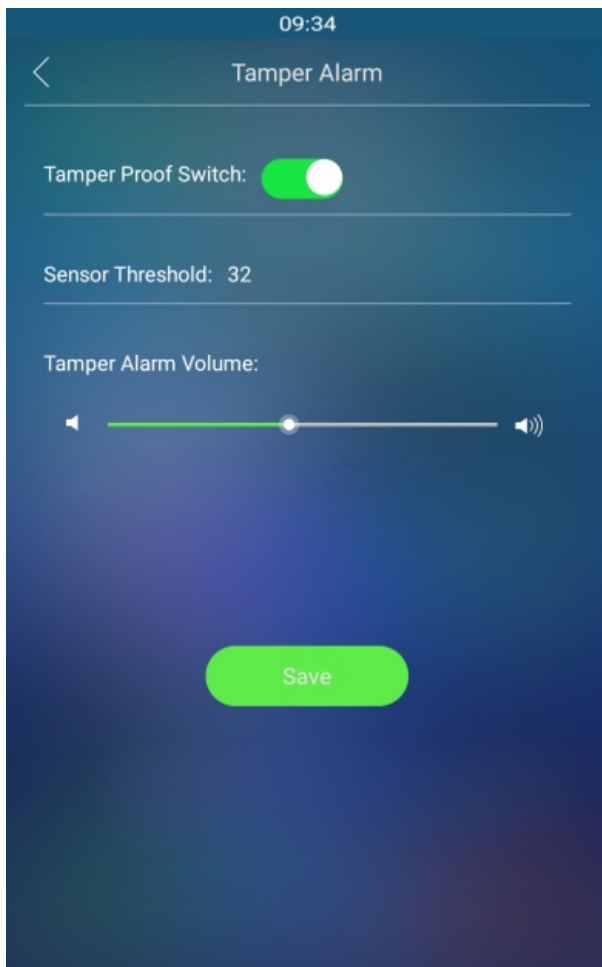 09:34
Tamper Alarm
Tamper Proof Switch:
Sensor Threshold: 32
Tamper Alarm Volume:
Save